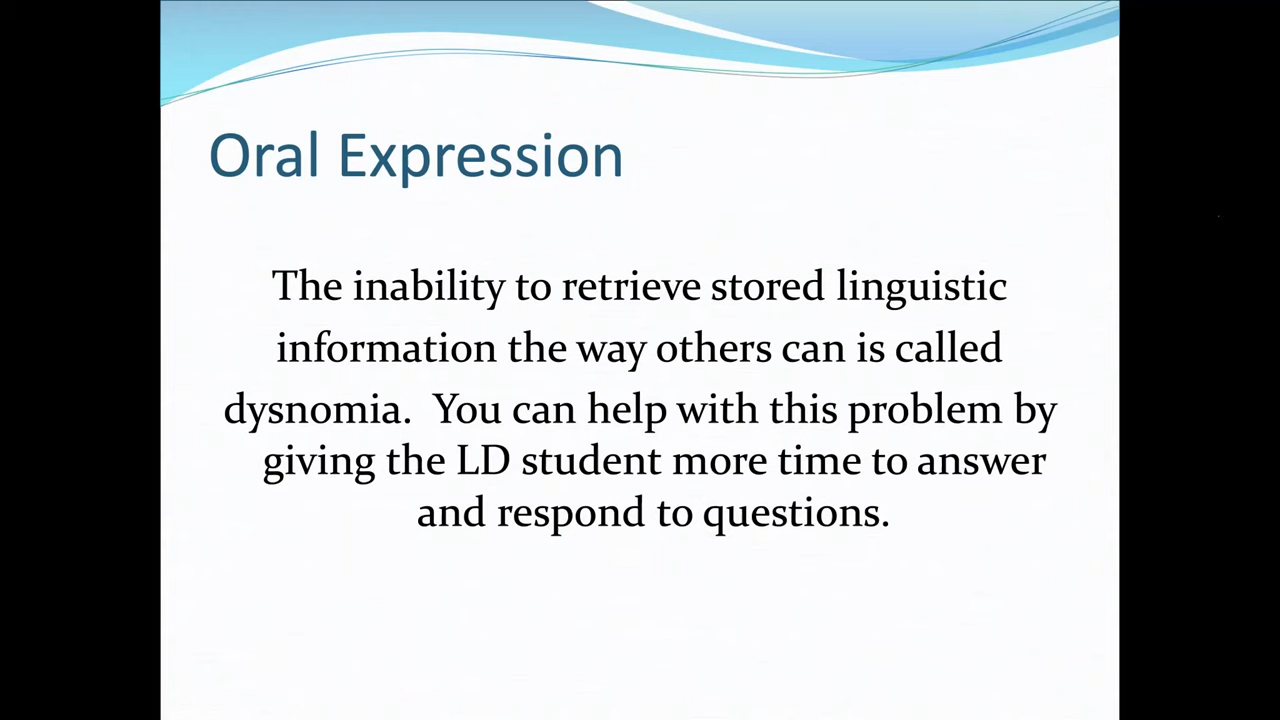 Oral Expression
The inability to retrieve stored linguistic
information the way others can is called
dysnomia.  You can help with this problem by
giving the LD student more time to answer
and respond to questions.